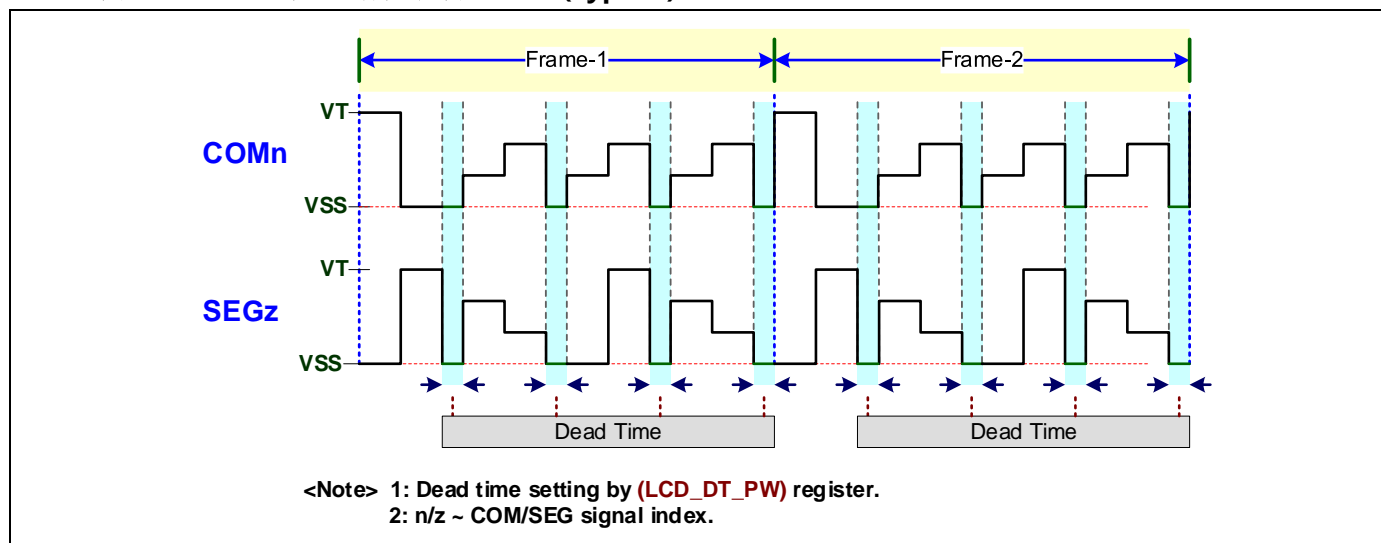 Frame-1 Frame-2
VT
COMn
VSS
VT
SEGz
VSS
Dead Time Dead Time
<Note> 1: Dead time setting by (LCD_DT_PW) register.
2: n/z ~ COM/SEG signal index.